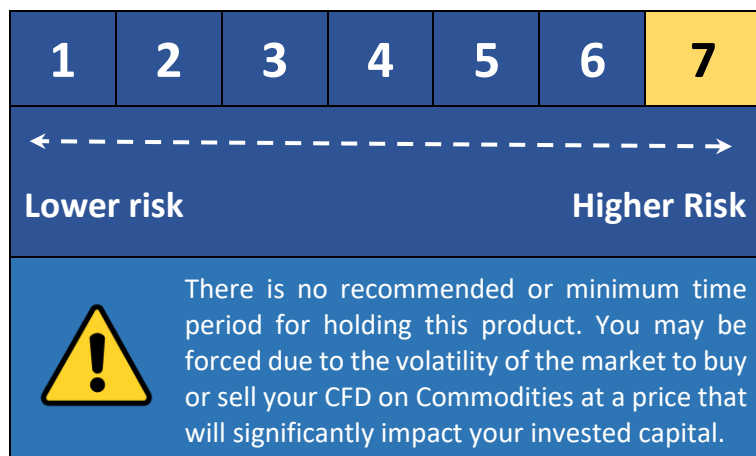 1 2 3 4 5 6 7
Lower risk Higher Risk
There is no recommended or minimum time
period for holding this product. You may be
forced due to the volatility of the market to buy
or sell your CFD on Commodities at a price that
will significantly impact your invested capital.